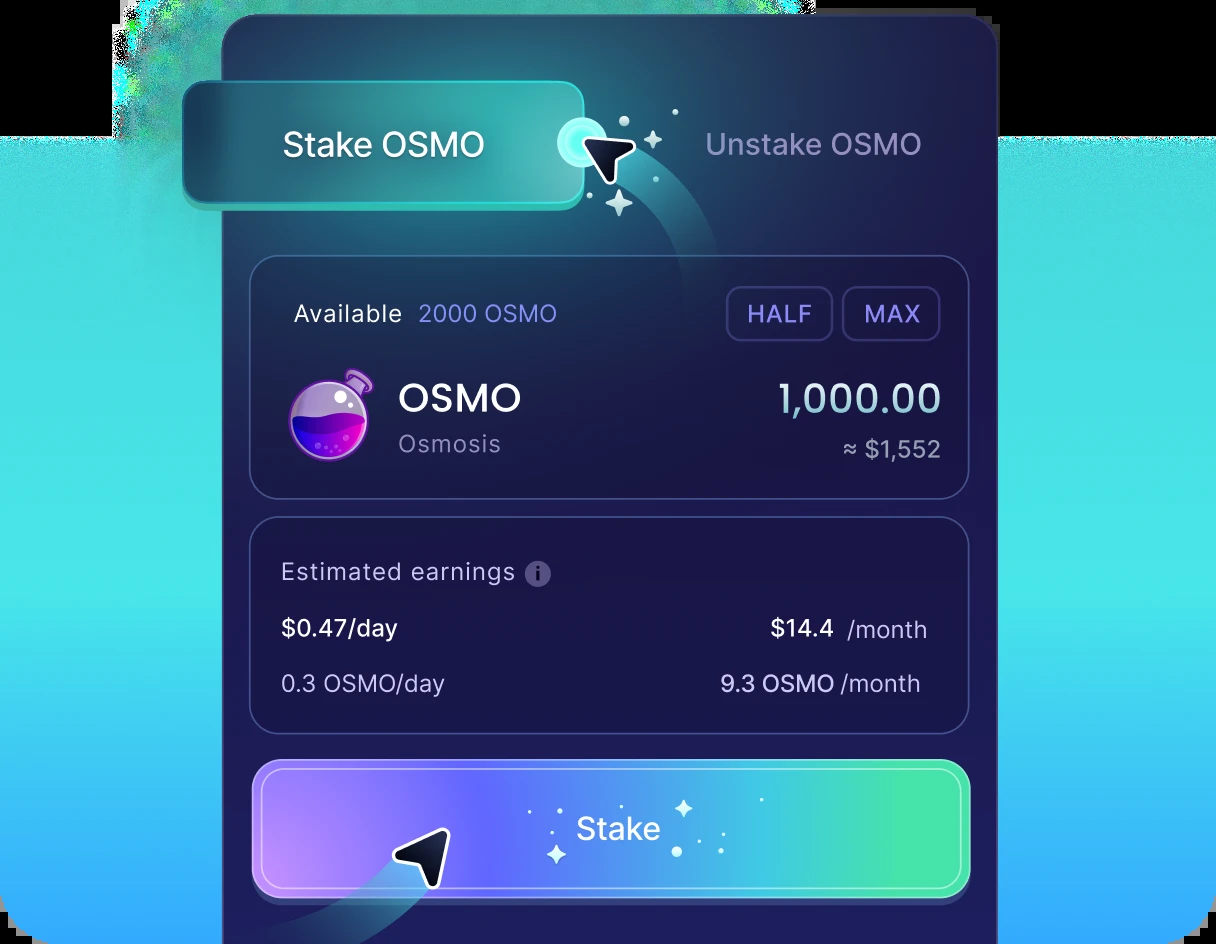 Stake OSMO
Unstake OSMO
Available 2000 OSMO
HALF
MAX
OSMO
1,000.00
Osmosis
≈ $1,552
Estimated earnings i
$0.47/day
$14.4 /month
0.3 OSMO/day
9.3 OSMO /month
Stake